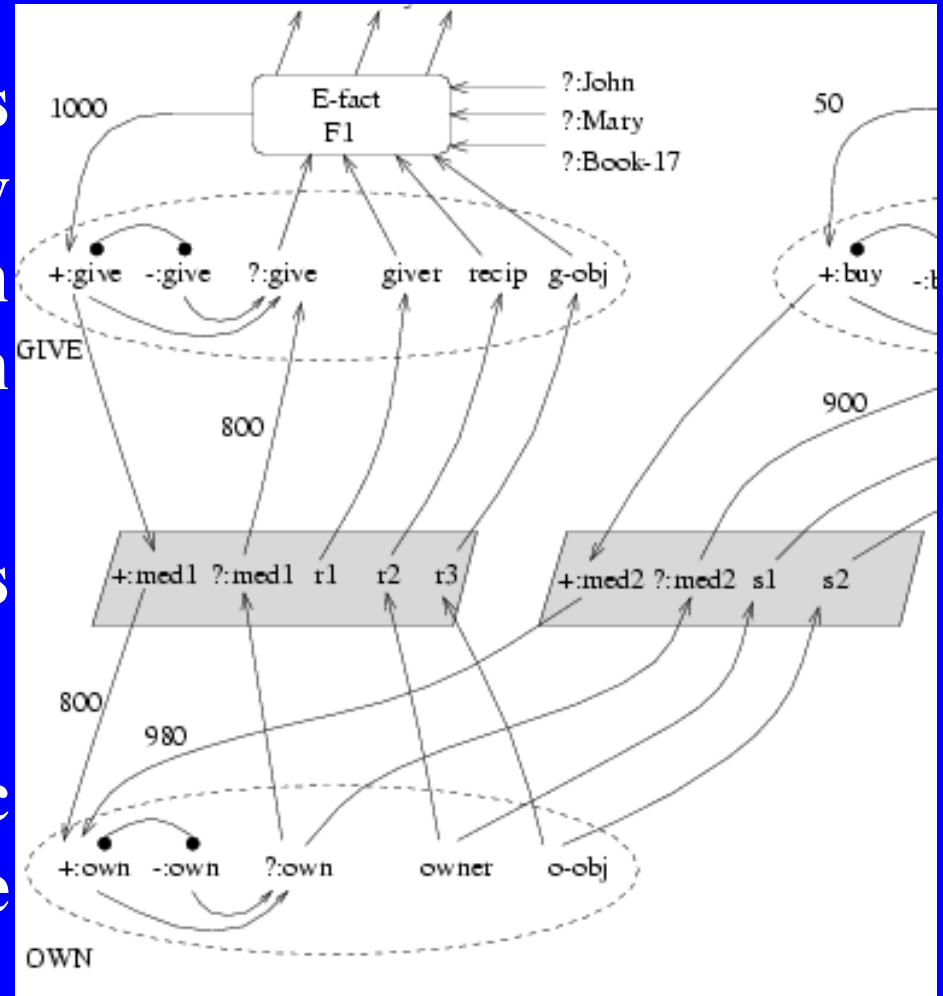 1000
E-fact
F1
?:John
?:Mary
?:Book-17
50
+:give -:give ?:give giver recip g-obj
+:buy
GIVE
800
900
+:med1 ?:med1 r1 r2 r3
+:med2 ?:med2 s1 s2
800
980
+:own -:own ?:own owner o-obj
OWN